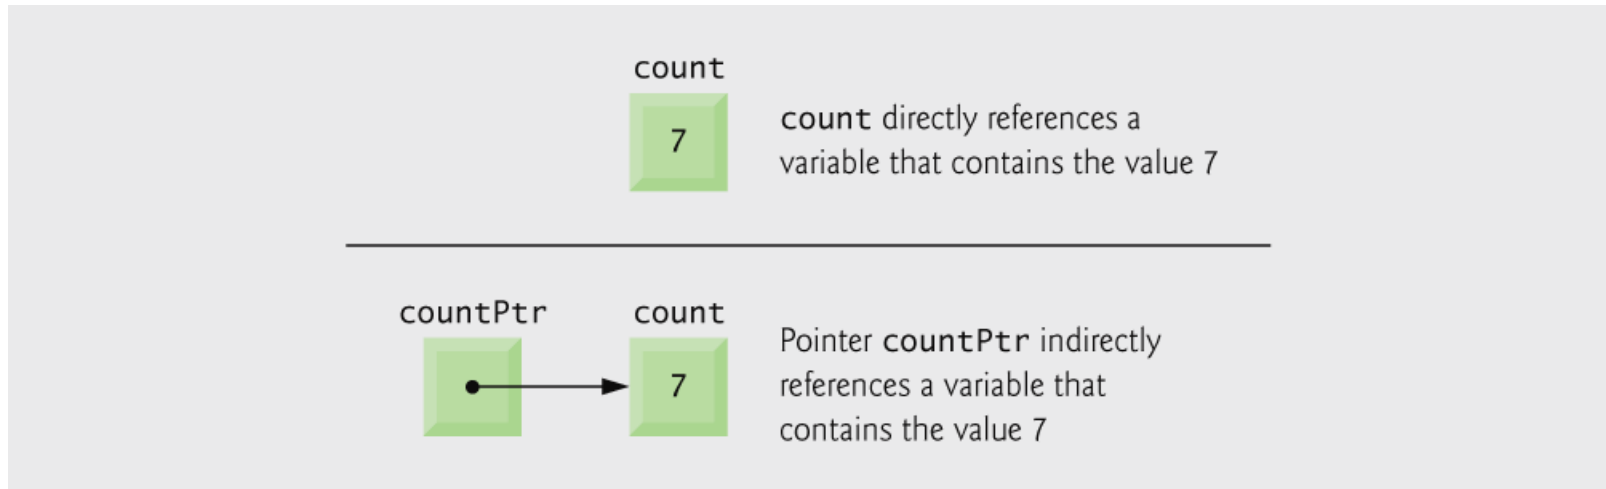 count
7
count directly references a
variable that contains the value 7
countPtr
count
7
Pointer countPtr indirectly
references a variable that
contains the value 7